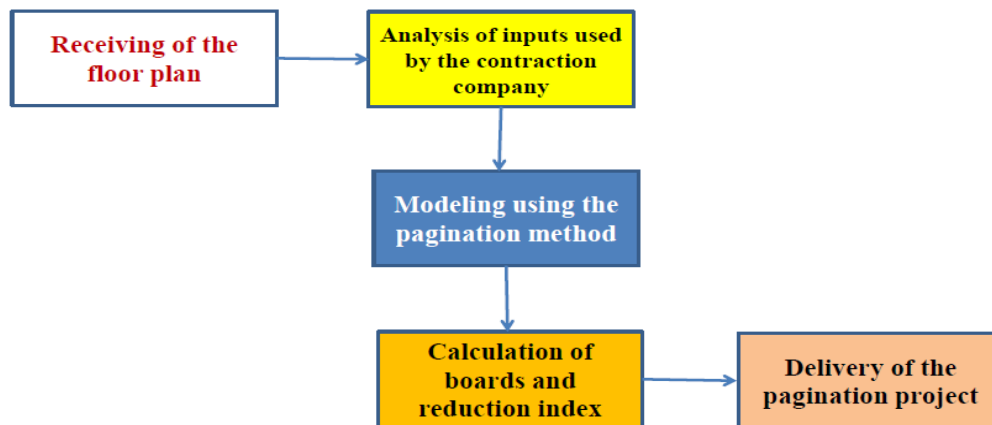 Receiving of the
floor plan
Analysis of inputs used
by the contraction
company
Modeling using the
pagination method
Calculation of
boards and
reduction index
Delivery of the
pagination project